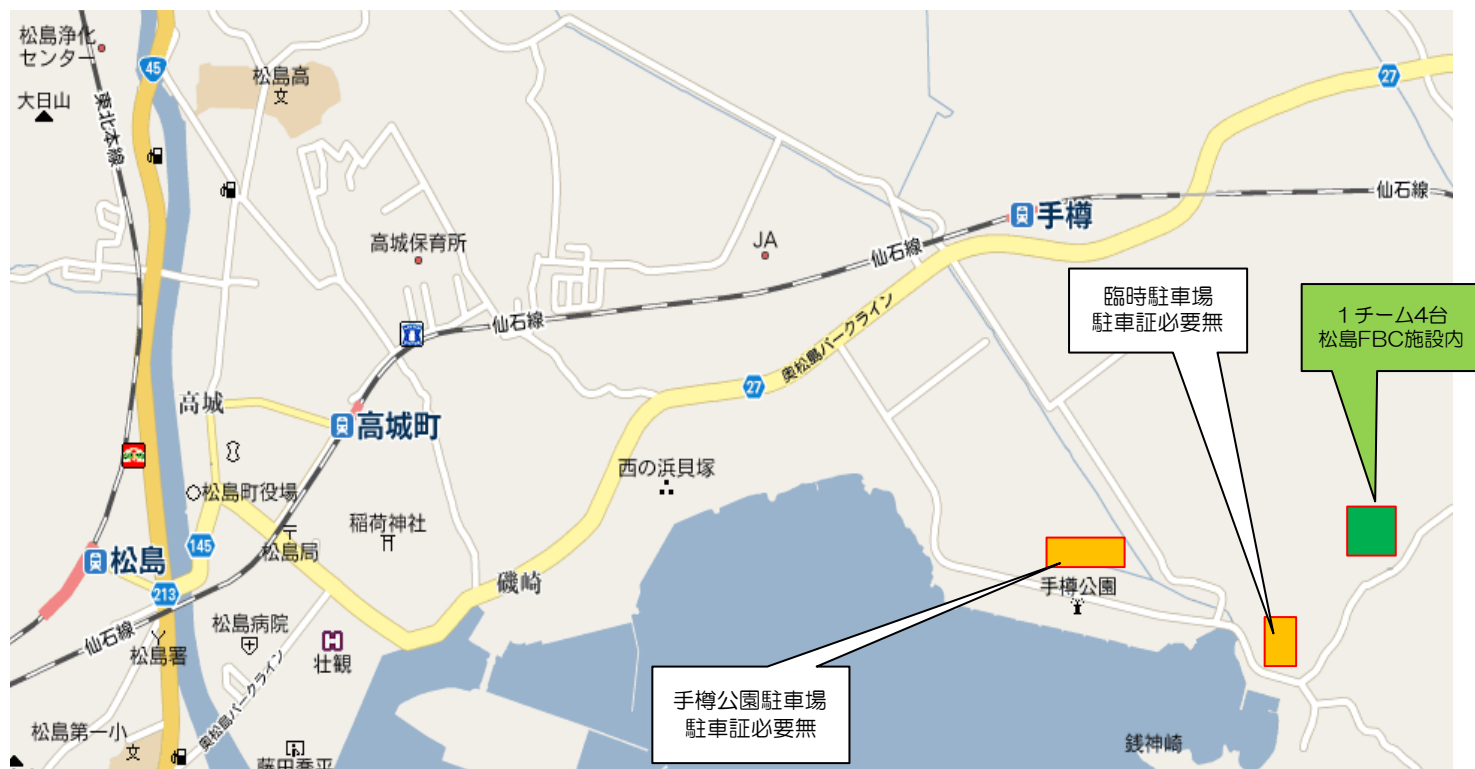 松島浄化
センター
45
松島高
文
大日山
東北本線
27
仙石線
手樽
高城保育所
JA
仙石線
臨時駐車場
駐車証必要無
1チーム4台
松島FBC施設内
仙石線
奥松島パークライン
27
高城
高城町
西の浜貝塚
松島町役場
稲荷神社
松島局
145
松島
213
磯崎
手樽公園
仙石線
松島病院
松島署
壮観
手樽公園駐車場
駐車証必要無
奥松島パークライン
松島第一小
文
銭神崎
藤田喬平